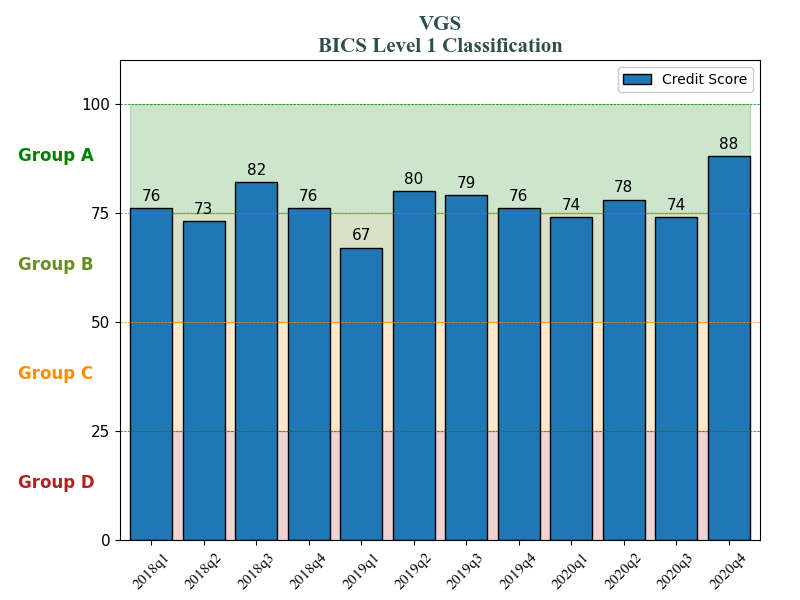 VGS
BICS Level 1 Classification
Credit Score
100
Group A
75
Group B
50
Group C
25
Group D
0
76
73
82
76
67
80
79
76
74
78
74
88
2018q1
2018q2
2018q3
2018q4
2019q1
2019q2
2019q3
2019q4
2020q1
2020q2
2020q3
2020q4